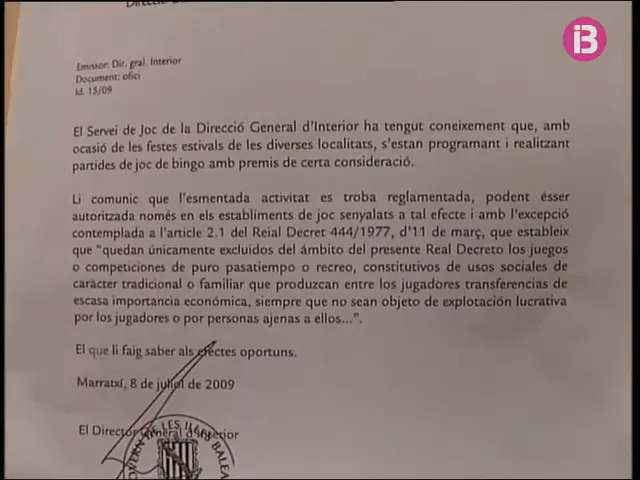 Emissor: Dir. gral. Interior
Document: ofici
Id. 15/09
El Servei de Joc de la Direcció General d'Interior ha tengut coneixement que, amb
ocasió de les festes estivals de les diverses localitats, s'estan programant i realitzant
partides de joc de bingo amb premis de certa consideració.
Li comunic que l'esmentada activitat es troba reglamentada, podent ésser
autoritzada només en els establiments de joc senyalats a tal efecte i amb l'excepció
contemplada a l'article 2.1 del Reial Decret 444/1977, d'11 de març, que estableix
que "quedan únicamente excluidos del ámbito del presente Real Decreto los juegos
o competiciones de puro pasatiempo o recreo, constitutivos de usos sociales de
carácter tradicional o familiar que produzcan entre los jugadores transferencias de
escasa importancia económica, siempre que no sean objeto de explotación lucrativa
por los jugadores o por personas ajenas a ellos...".
El que li faig saber als efectes oportuns.
Marratxí, 8 de juliol de 2009
El Director General d'Interior
GOVERN DE LES ILLES BALEA